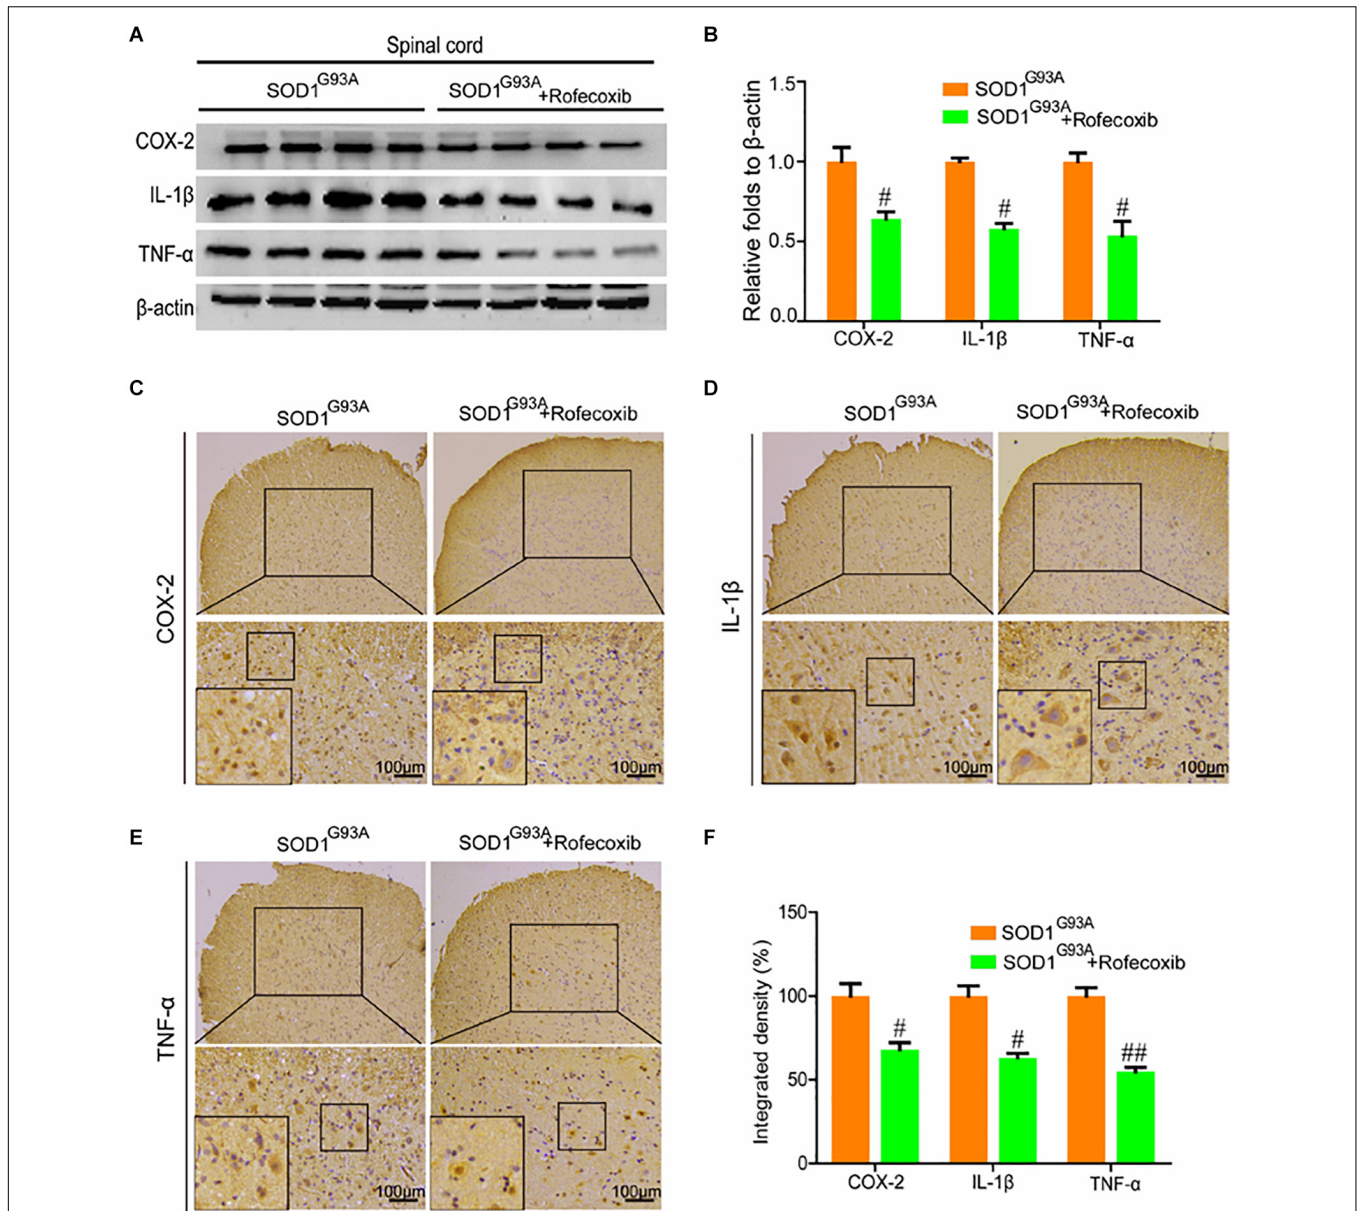 A
Spinal cord
SOD1G93A
SOD1G93A+Rofecoxib
COX-2
IL-1β
TNF-α
β-actin
B
Relative folds to β-actin
1.5
1.0
0.5
0.0
SOD1G93A
SOD1G93A+Rofecoxib
#
#
#
COX-2
IL-1β
TNF-α
C
SOD1G93A
SOD1G93A+Rofecoxib
COX-2
100μm
100μm
D
SOD1G93A
SOD1G93A+Rofecoxib
IL-1β
100μm
100μm
E
SOD1G93A
SOD1G93A+Rofecoxib
TNF-α
100μm
100μm
F
Integrated density (%)
150
100
50
0
SOD1G93A
SOD1G93A+Rofecoxib
#
#
##
COX-2
IL-1β
TNF-α